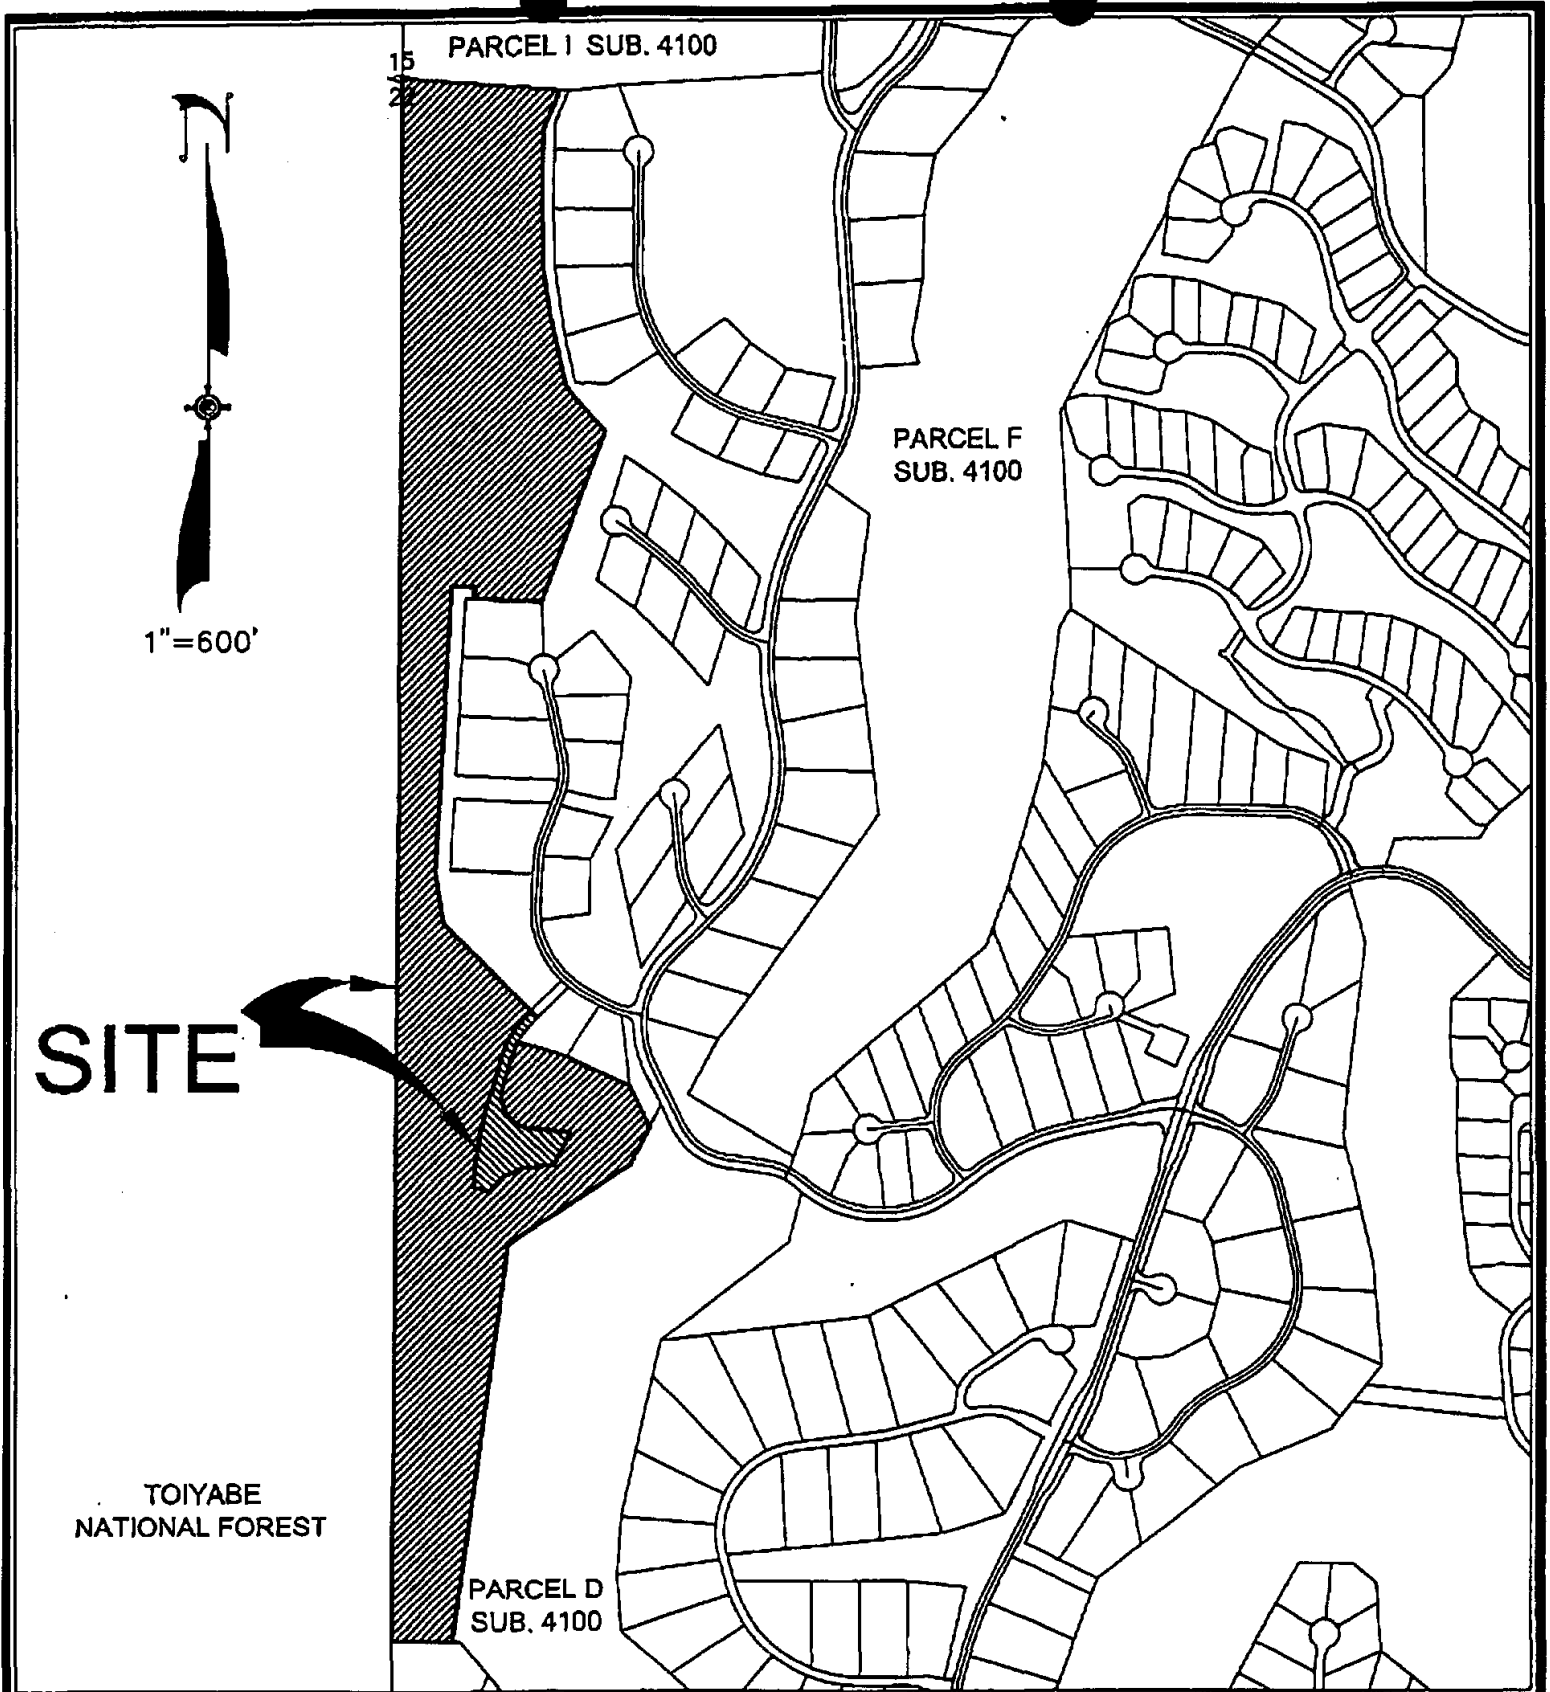 PARCEL I SUB. 4100
15
22
1"=600'
PARCEL F
SUB. 4100
SITE
TOIYABE
NATIONAL FOREST
PARCEL D
SUB. 4100